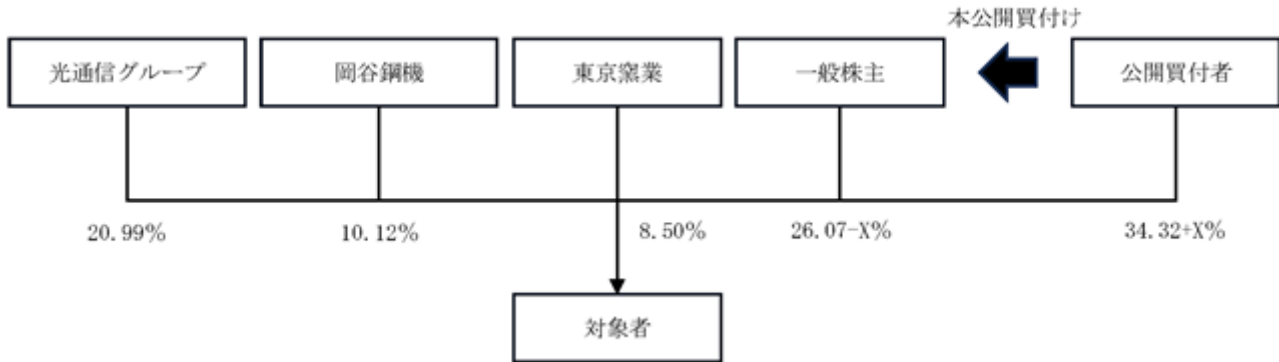 本公開買付け
光通信グループ
岡谷鋼機
東京窯業
一般株主
公開買付者
20.99%
10.12%
8.50%
26.07-X%
34.32+X%
対象者